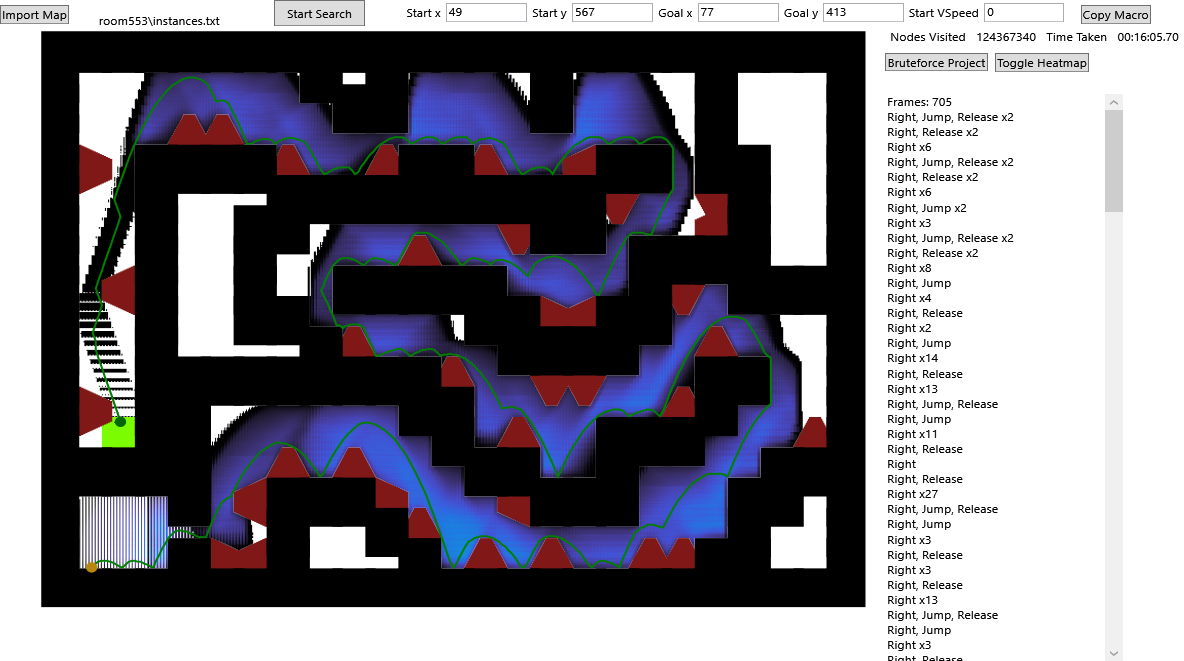 Import Map
room553\instances.txt
Start Search
Start x 49 Start y 567 Goal x 77 Goal y 413 Start VSpeed 0
Copy Macro
Nodes Visited 124367340 Time Taken 00:16:05.70
Bruteforce Project Toggle Heatmap
Frames: 705
Right, Jump, Release x2
Right, Release x2
Right x6
Right, Jump, Release x2
Right, Release x2
Right x6
Right, Jump x2
Right x3
Right, Jump, Release x2
Right, Release x2
Right x8
Right, Jump
Right x4
Right, Release
Right x2
Right, Jump
Right x14
Right, Release
Right x13
Right, Jump, Release
Right, Jump
Right x11
Right, Release
Right
Right, Release
Right x27
Right, Jump, Release
Right, Jump
Right x3
Right, Release
Right x3
Right, Release
Right x13
Right, Jump, Release
Right, Jump
Right x3
Right, Release